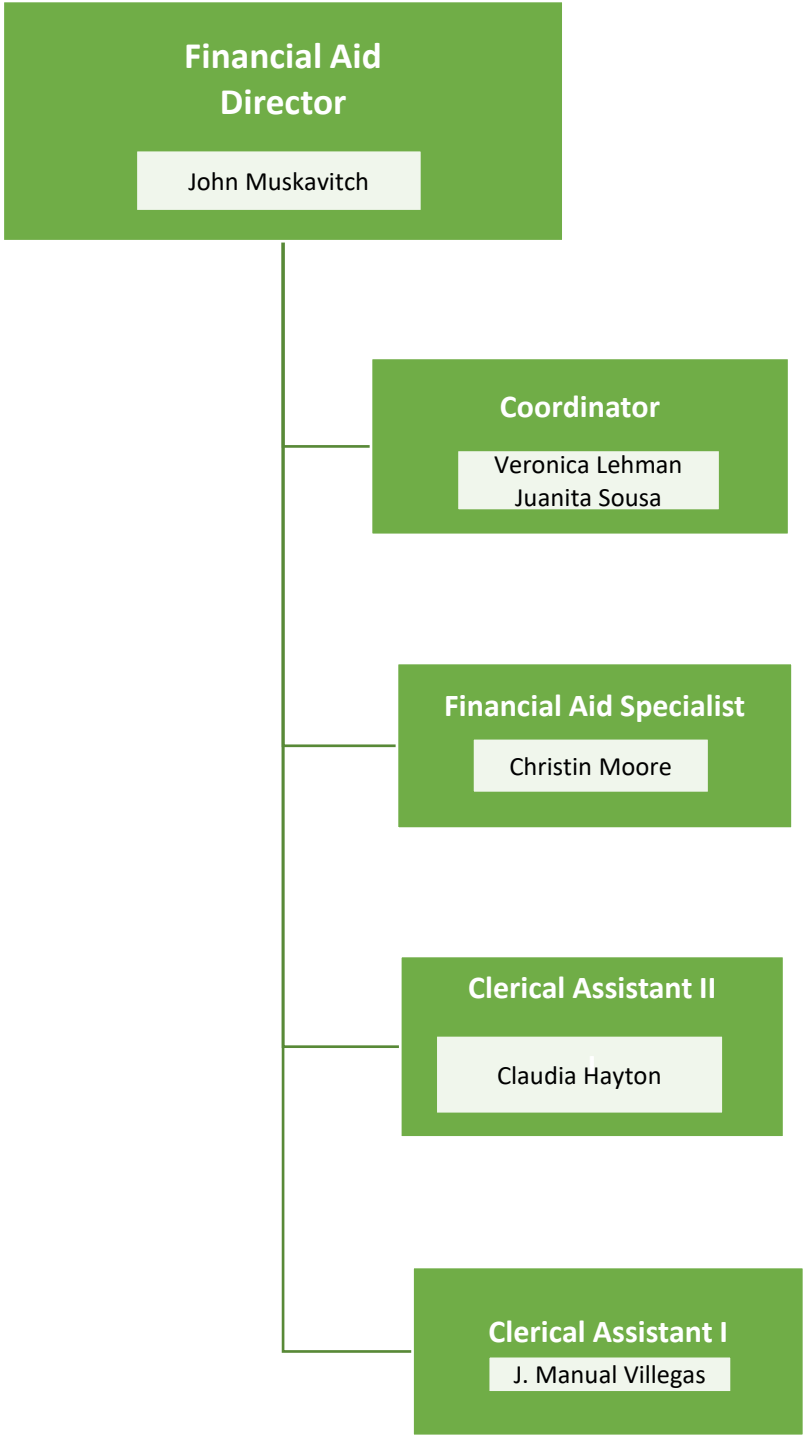 Financial Aid
Director
John Muskavitch
Coordinator
Veronica Lehman
Juanita Sousa
Financial Aid Specialist
Christin Moore
Clerical Assistant II
Claudia Hayton
Clerical Assistant I
J. Manual Villegas